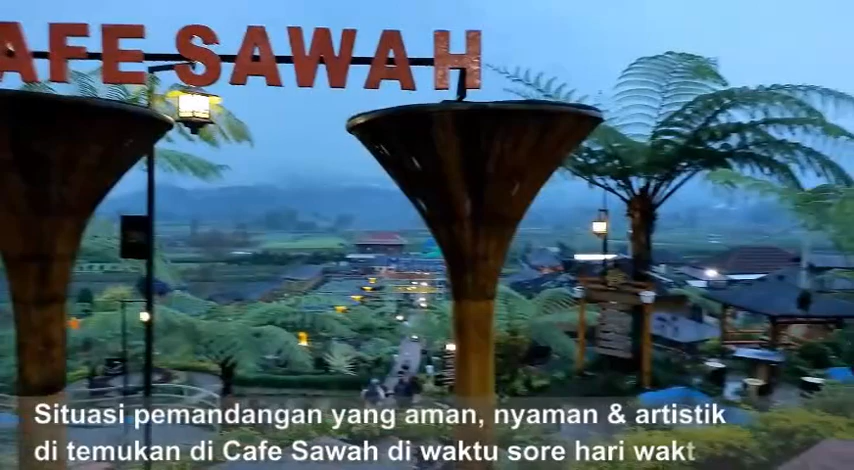 CAFE SAWAH
Situasi pemandangan yang aman, nyaman & artistik
di temukan di Cafe Sawah di waktu sore hari wakt